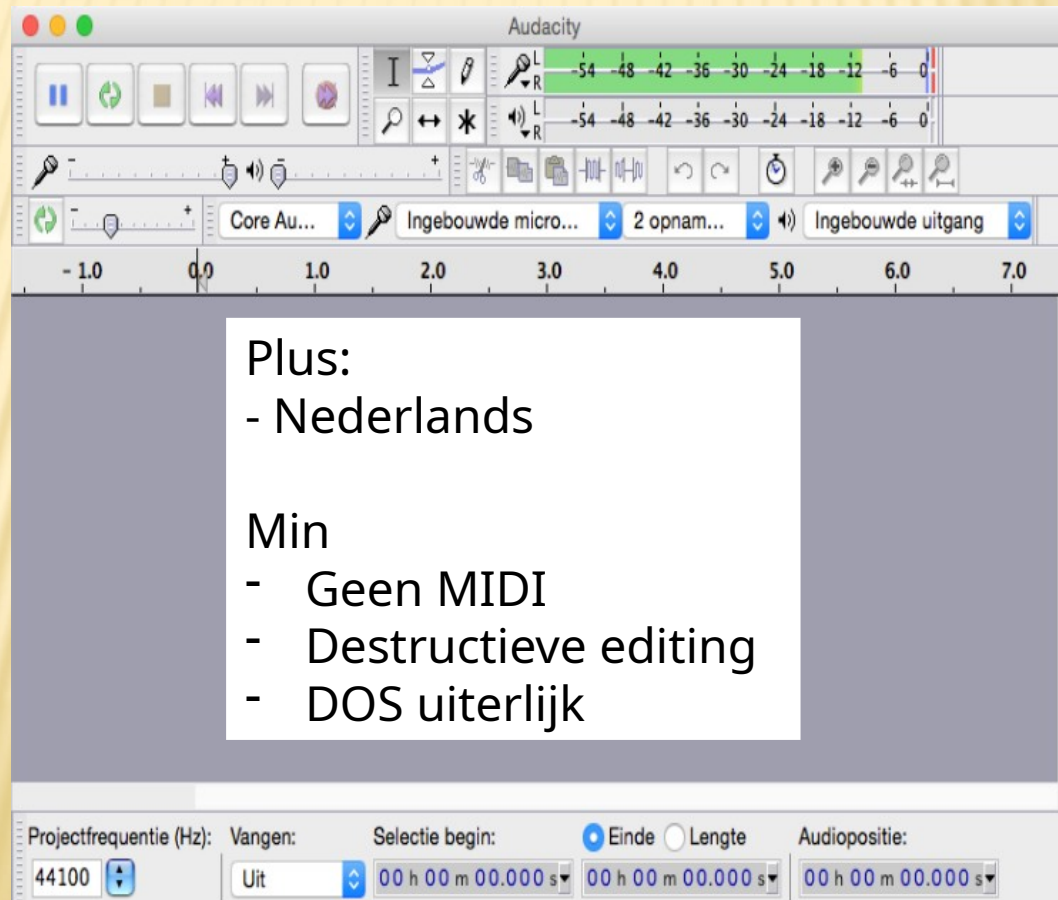 Audacity
L
R
-54 -48 -42 -36 -30 -24 -18 -12 -6 0
L
R
-54 -48 -42 -36 -30 -24 -18 -12 -6 0
- +
- +
- + Core Au... Ingebouwde micro... 2 opnam... Ingebouwde uitgang
- 1.0 0.0 1.0 2.0 3.0 4.0 5.0 6.0 7.0
Plus:
- Nederlands
Min
- Geen MIDI
- Destructieve editing
- DOS uiterlijk
Projectfrequentie (Hz): Vangen: Selectie begin: Einde Lengte Audiopositie:
44100 Uit 00 h 00 m 00.000 s 00 h 00 m 00.000 s 00 h 00 m 00.000 s